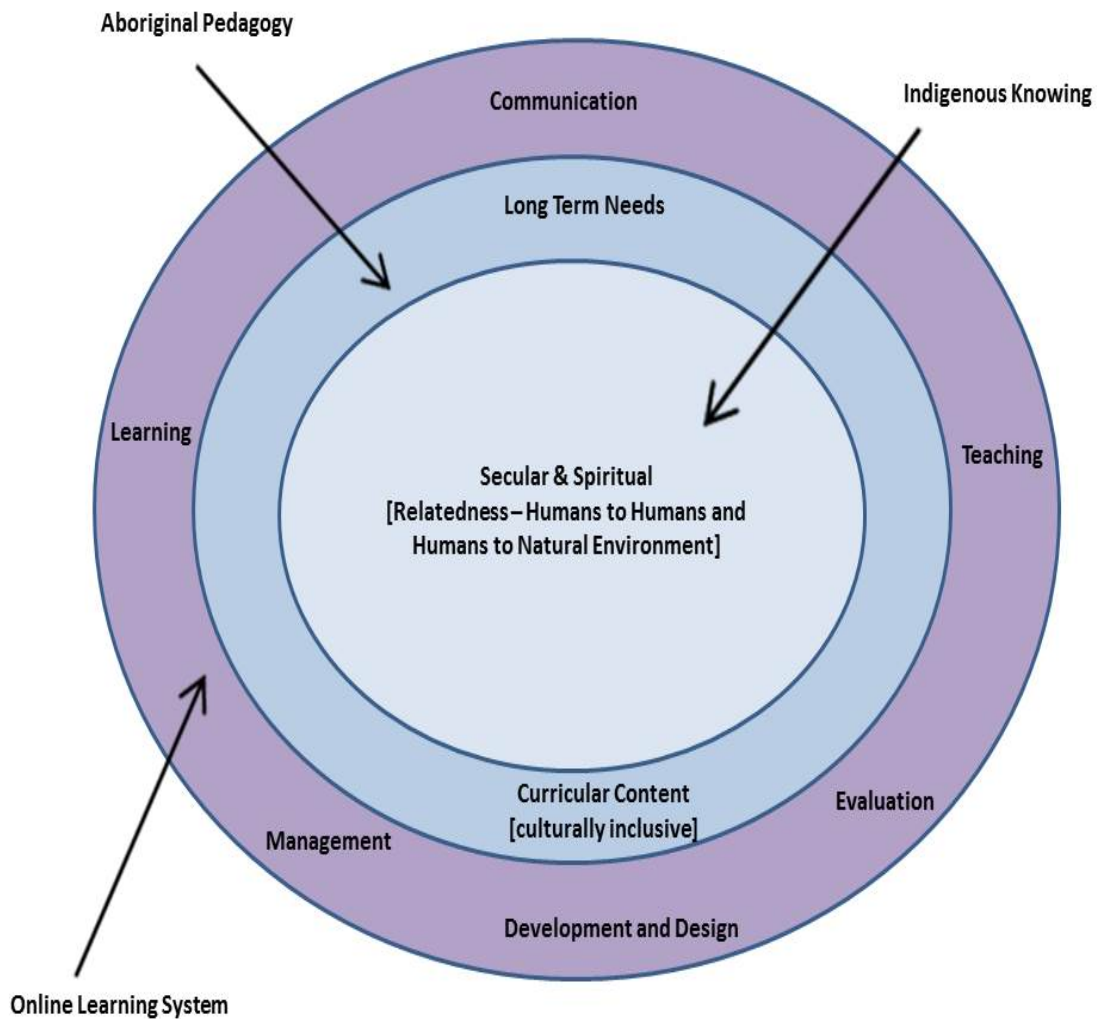 Aboriginal Pedagogy
Indigenous Knowing
Communication
Long Term Needs
Learning
Teaching
Secular & Spiritual
[Relatedness – Humans to Humans and
Humans to Natural Environment]
Curricular Content
[culturally inclusive]
Evaluation
Management
Development and Design
Online Learning System